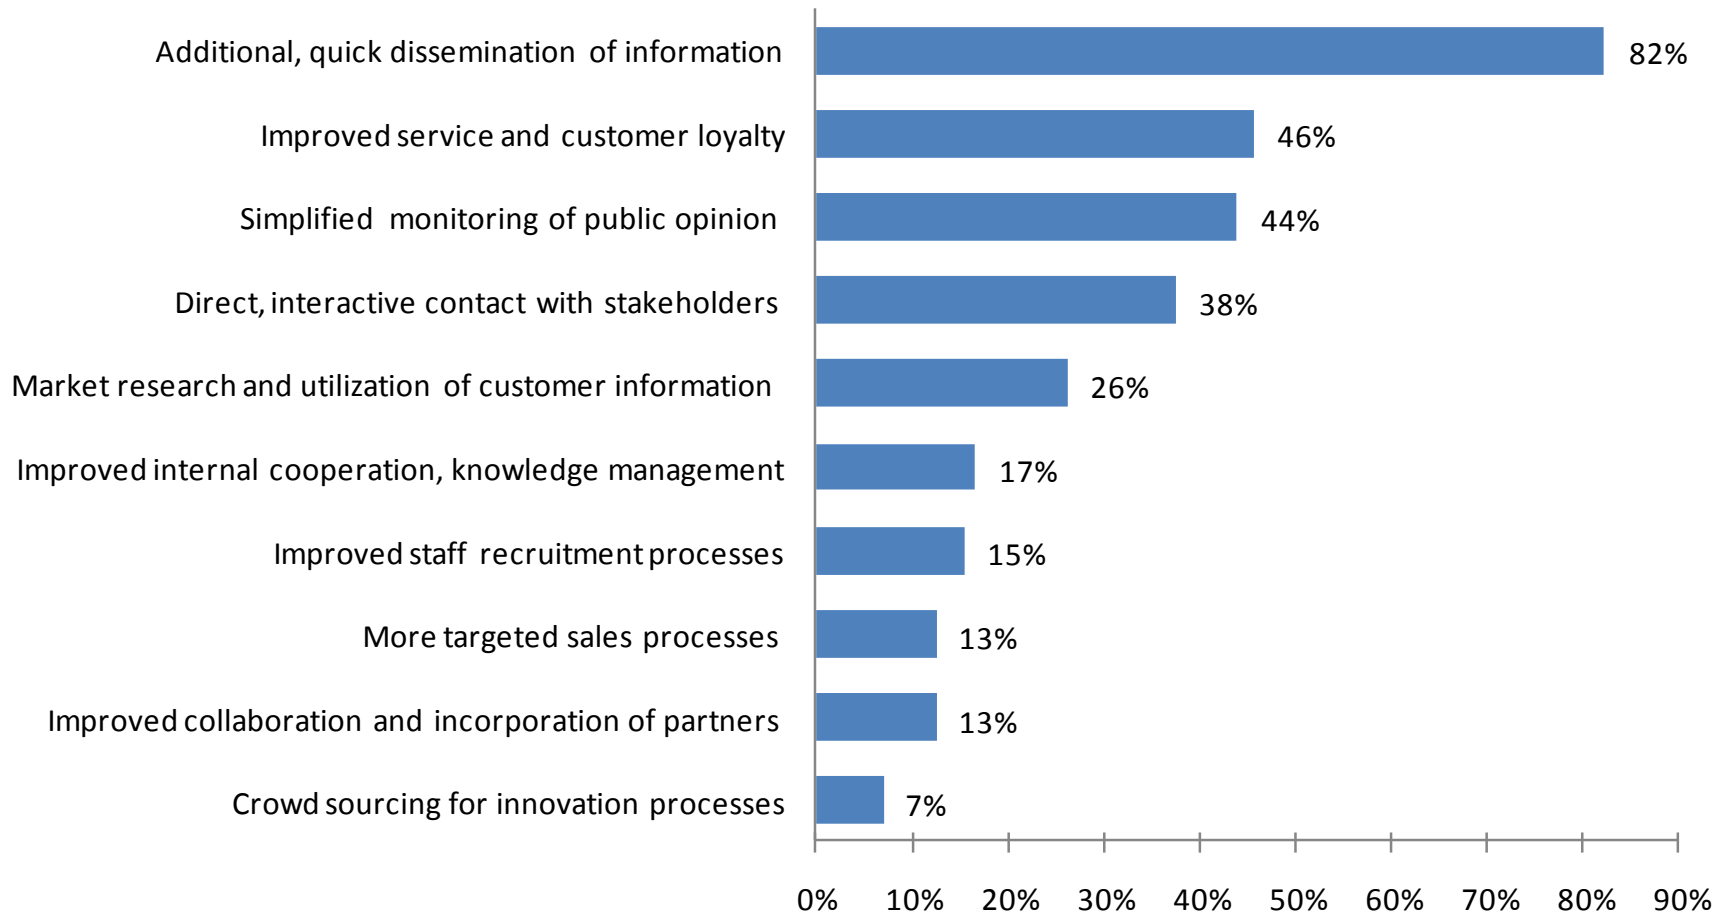 Additional, quick dissemination of information 82%
Improved service and customer loyalty 46%
Simplified monitoring of public opinion 44%
Direct, interactive contact with stakeholders 38%
Market research and utilization of customer information 26%
Improved internal cooperation, knowledge management 17%
Improved staff recruitment processes 15%
More targeted sales processes 13%
Improved collaboration and incorporation of partners 13%
Crowd sourcing for innovation processes 7%
0% 10% 20% 30% 40% 50% 60% 70% 80% 90%